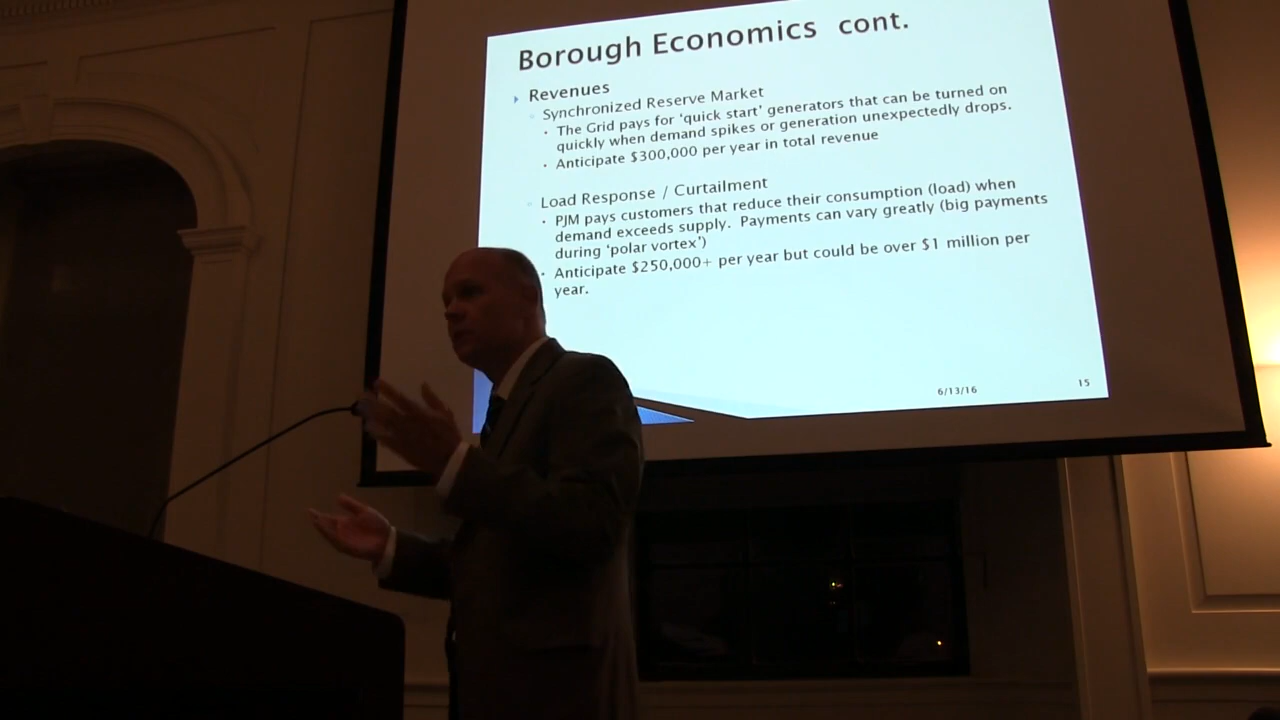 Borough Economics cont.
Revenues
Synchronized Reserve Market
• The Grid pays for ‘quick start’ generators that can be turned on
quickly when demand spikes or generation unexpectedly drops.
• Anticipate $300,000 per year in total revenue
Load Response / Curtailment
• PJM pays customers that reduce their consumption (load) when
demand exceeds supply. Payments can vary greatly (big payments
during ‘polar vortex’)
• Anticipate $250,000+ per year but could be over $1 million per
year.
6/13/16
15